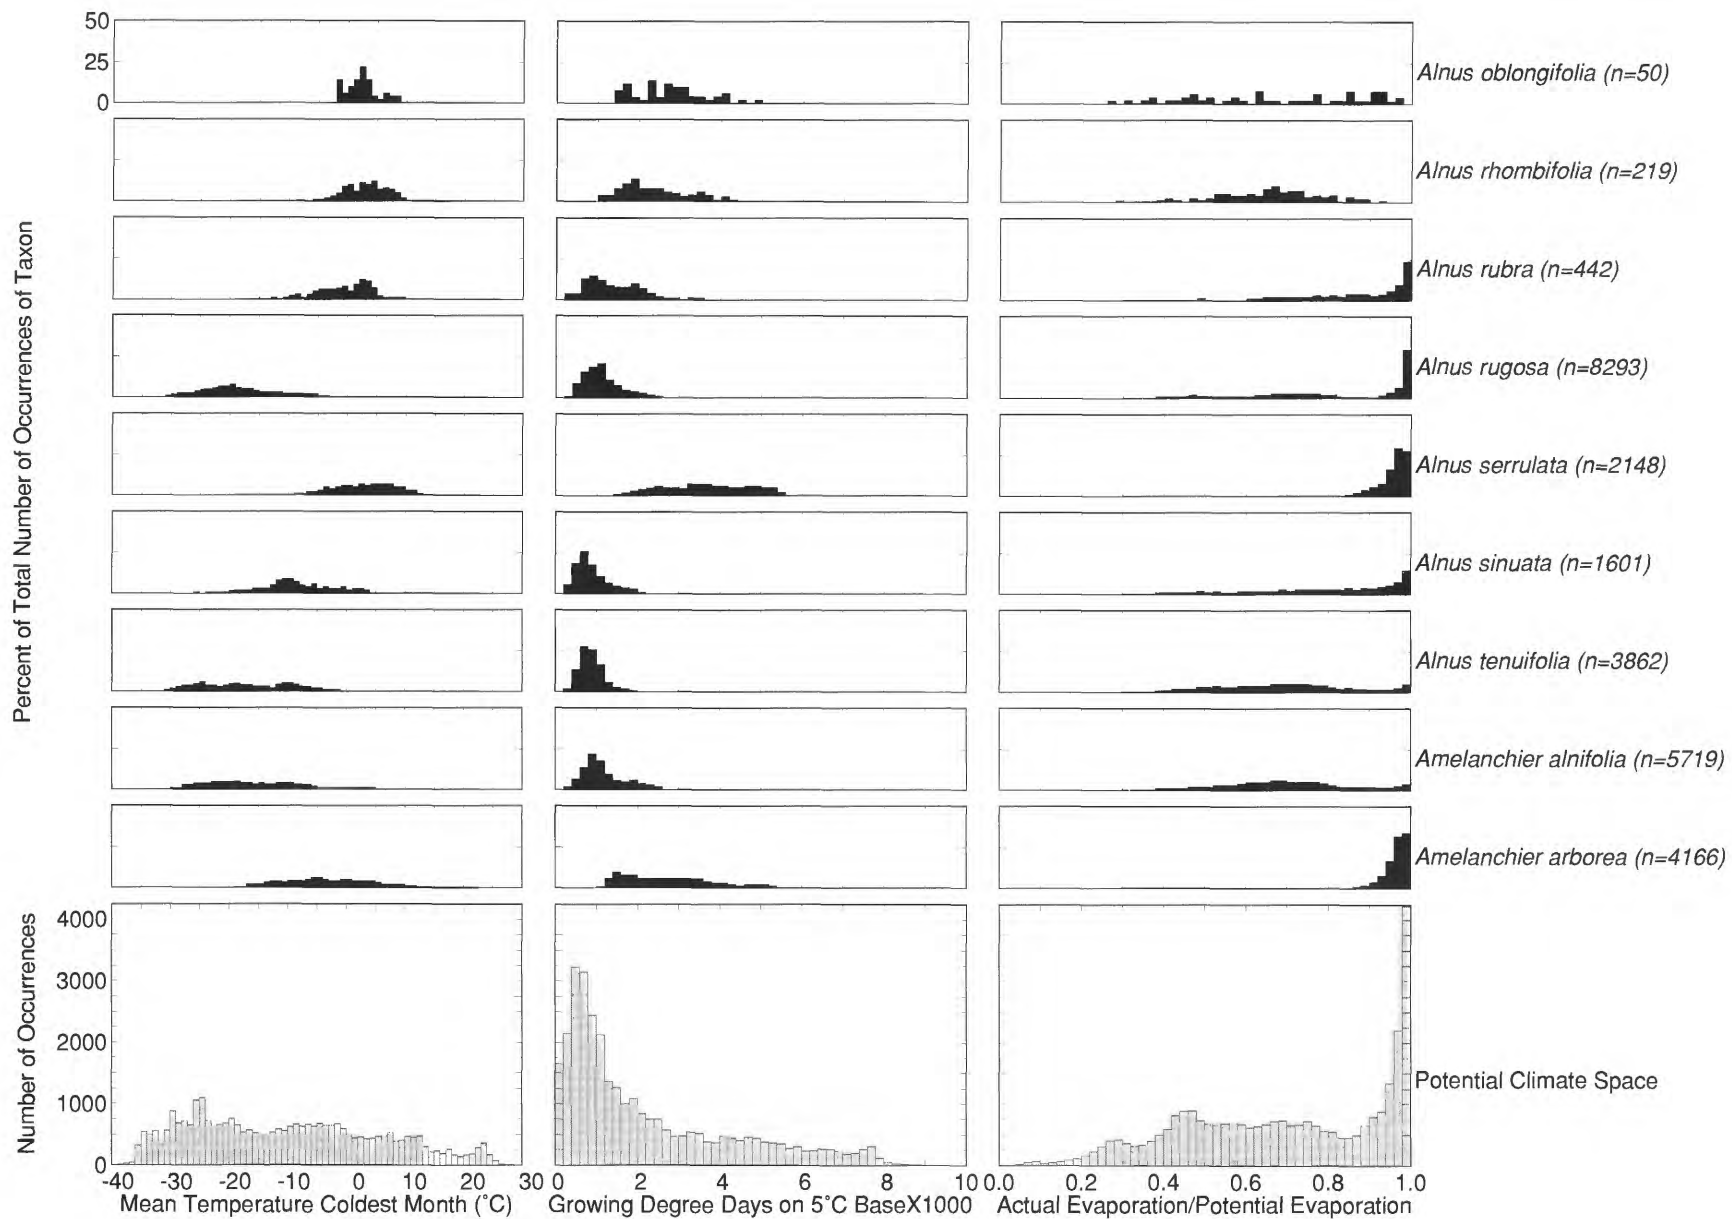 Percent of Total Number of Occurrences of Taxon
50
25
0
Alnus oblongifolia (n=50)
Alnus rhombifolia (n=219)
Alnus rubra (n=442)
Alnus rugosa (n=8293)
Alnus serrulata (n=2148)
Alnus sinuata (n=1601)
Alnus tenuifolia (n=3862)
Amelanchier alnifolia (n=5719)
Amelanchier arborea (n=4166)
Number of Occurrences
4000
3000
2000
1000
0
Potential Climate Space
-40 -30 -20 -10 0 10 20 30
Mean Temperature Coldest Month (°C)
0 2 4 6 8 10
Growing Degree Days on 5°C BaseX1000
0.0 0.2 0.4 0.6 0.8 1.0
Actual Evaporation/Potential Evaporation